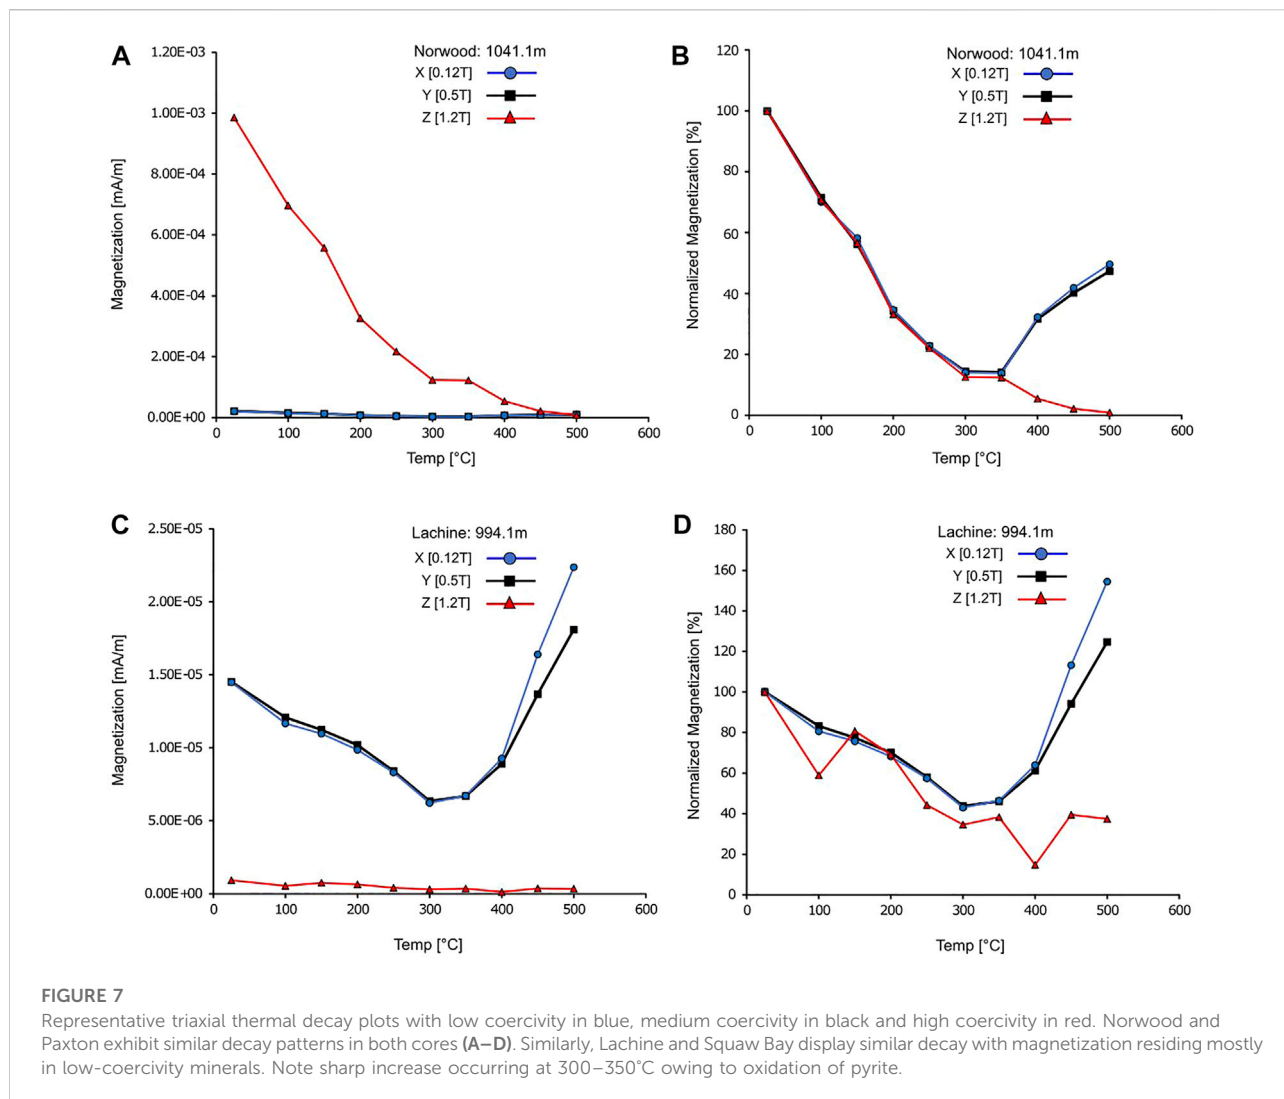 A
Norwood: 1041.1m
X [0.12T]
Y [0.5T]
Z [1.2T]
1.20E-03
1.00E-03
8.00E-04
6.00E-04
4.00E-04
2.00E-04
0.00E+00
Magnetization [mA/m]
0 100 200 300 400 500 600
Temp [°C]
B
Norwood: 1041.1m
X [0.12T]
Y [0.5T]
Z [1.2T]
120
100
80
60
40
20
0
Normalized Magnetization [%]
0 100 200 300 400 500 600
Temp [°C]
C
Lachine: 994.1m
X [0.12T]
Y [0.5T]
Z [1.2T]
2.50E-05
2.00E-05
1.50E-05
1.00E-05
5.00E-06
0.00E+00
Magnetization [mA/m]
0 100 200 300 400 500 600
Temp [°C]
D
Lachine: 994.1m
X [0.12T]
Y [0.5T]
Z [1.2T]
180
160
140
120
100
80
60
40
20
0
Normalized Magnetization [%]
0 100 200 300 400 500 600
Temp [°C]
FIGURE 7
Representative triaxial thermal decay plots with low coercivity in blue, medium coercivity in black and high coercivity in red. Norwood and
Paxton exhibit similar decay patterns in both cores (A–D). Similarly, Lachine and Squaw Bay display similar decay with magnetization residing mostly
in low-coercivity minerals. Note sharp increase occurring at 300–350°C owing to oxidation of pyrite.